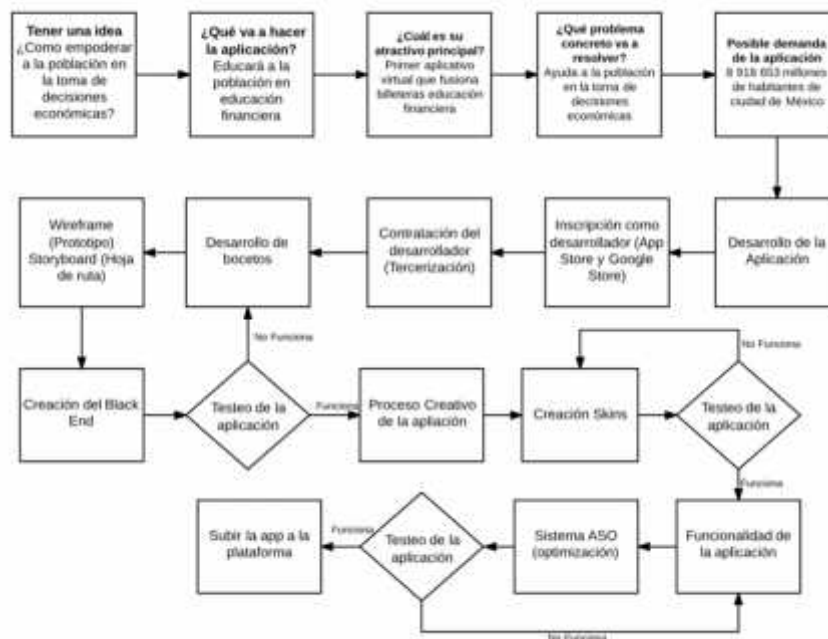 Tener una idea
¿Como empoderar
a la población en
la toma de
decisiones
económicas?
¿Qué va a hacer
la aplicación?
Educará a la
población en
educación
financiera
¿Cuál es su
atractivo principal?
Primer aplicativo
virtual que fusiona
billeteras educación
financiera
¿Qué problema
concreto va a
resolver?
Ayuda a la población
en la toma de
decisiones
económicas
Posible demanda
de la aplicación
8 918 653 millones
de habitantes de
ciudad de México
Wireframe
(Prototipo)
Storyboard (Hoja
de ruta)
Desarrollo de
bocetos
Contratación del
desarrollador
(Tercerización)
Inscripción como
desarrollador (App
Store y Google
Store)
Desarrollo de la
Aplicación
No Funciona
No Funciona
Creación del Black
End
Testeo de la
aplicación
Funciona
Proceso Creativo
de la apliación
Creación Skins
Testeo de la
aplicación
Funciona
Subir la app a la
plataforma
Funciona
Testeo de la
aplicación
Sistema ASO
(optimización)
Funcionalidad de
la aplicación
No Funciona